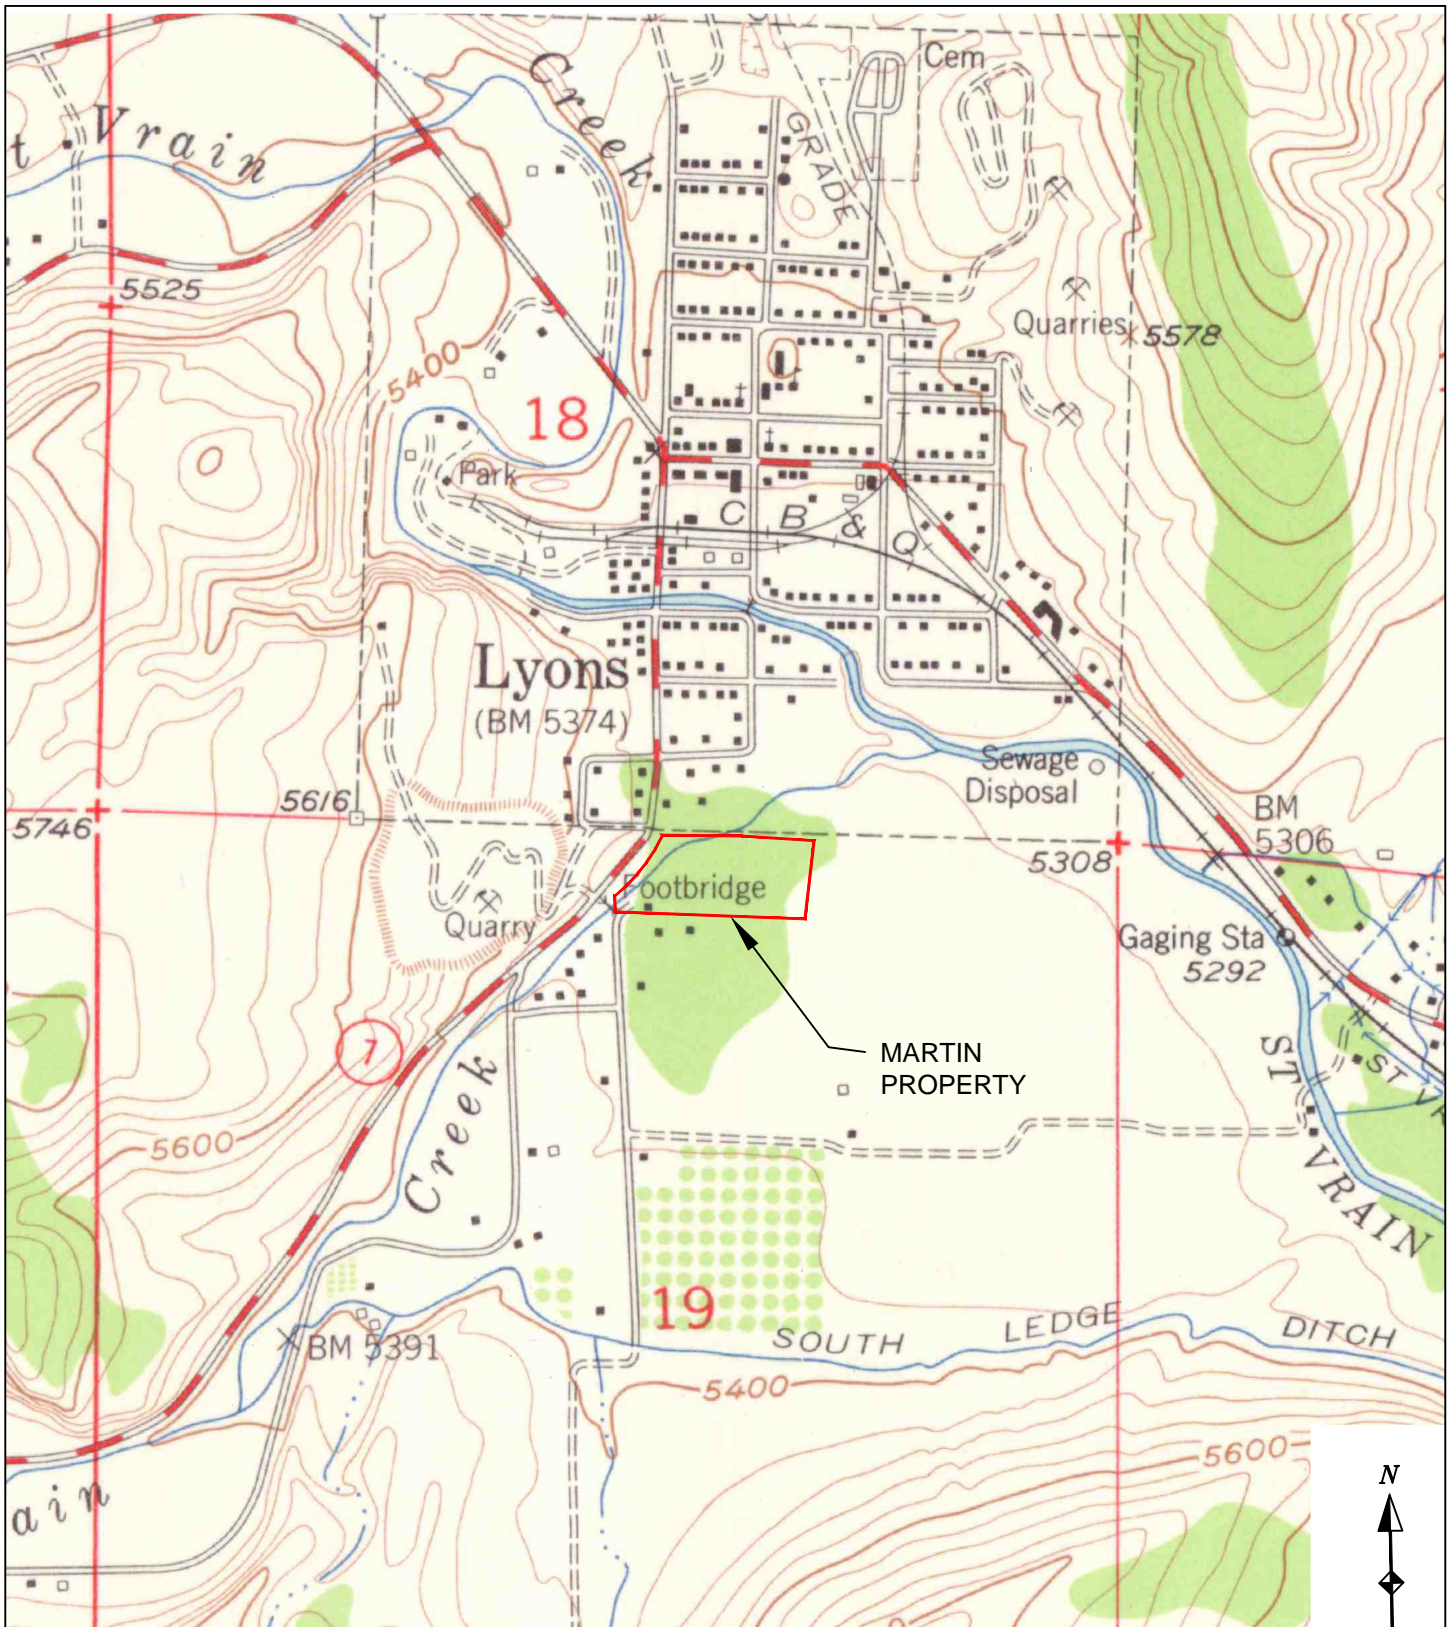 Cem
Creek
t Vrain
GRADE
5525
Quarries
5578
5400
18
Park
C B & Q
Lyons
(BM 5374)
Sewage
Disposal
5616
5746
BM
5306
5308
Footbridge
Quarry
Gaging Sta
5292
7
MARTIN
PROPERTY
ST VRAIN
ST VR
Creek
5600
19
SOUTH LEDGE DITCH
BM 5391
5400
5600
ain
N